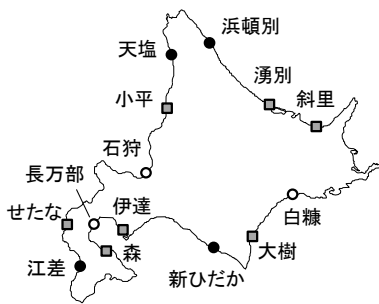 浜頓別
天塩
湧別
小平
斜里
石狩
長万部
せたな
伊達
白糠
森
大樹
江差
新ひだか